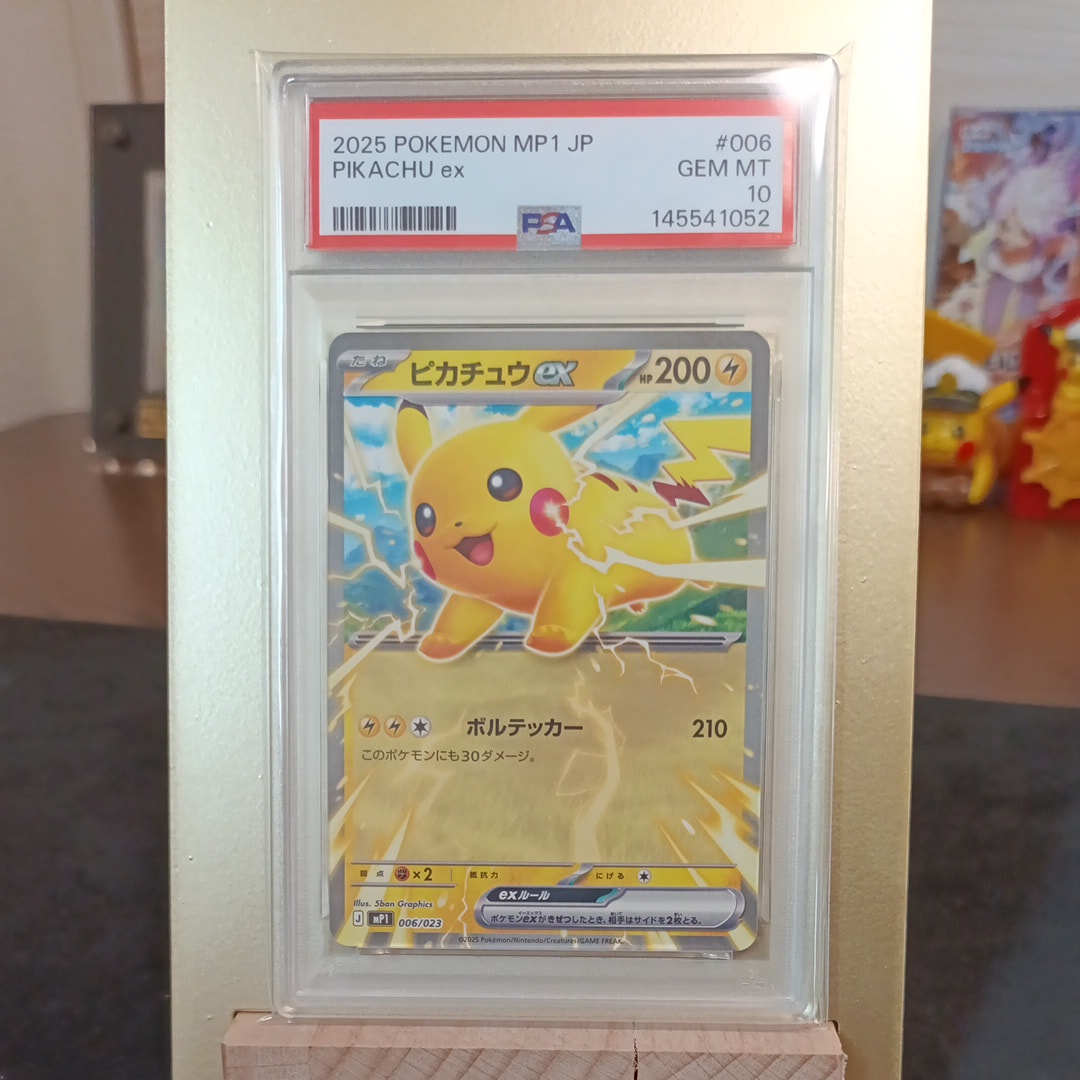 2025 POKEMON MP1 JP #006
PIKACHU ex GEM MT
10
PSA 145541052
たね ピカチュウex HP 200
ボルテッカー 210
このポケモンにも30ダメージ。
弱点 ×2 抵抗力 にげる
exルール
Illus. 5ban Graphics
ポケモンexがきぜつしたとき、相手はサイドを2枚とる。
J MP1 006/023
©2025 Pokémon/Nintendo/Creatures/GAME FREAK.